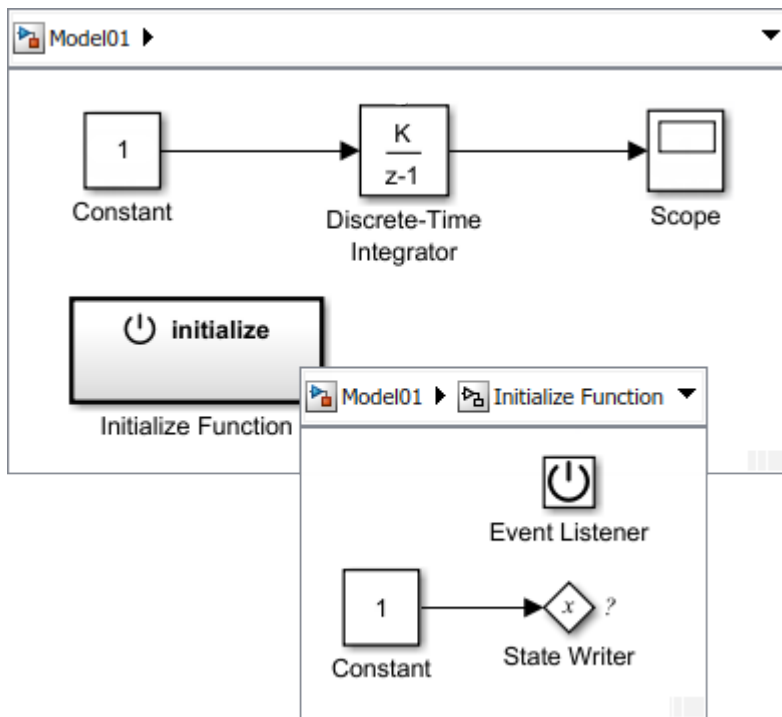 Model01
1
K
z-1
Constant
Discrete-Time
Integrator
Scope
initialize
Initialize Function
Model01 Initialize Function
Event Listener
1
x ?
Constant
State Writer